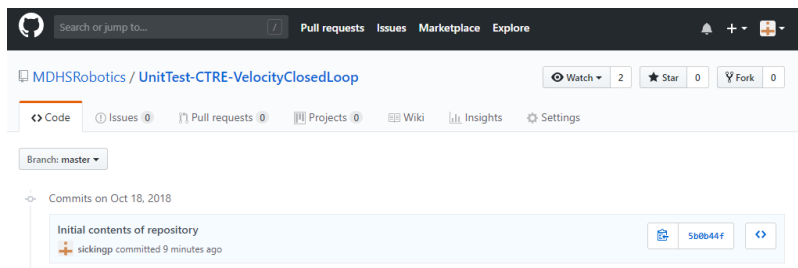 Search or jump to... / Pull requests Issues Marketplace Explore
MDHSRobotics / UnitTest-CTRE-VelocityClosedLoop Watch 2 Star 0 Fork 0
Code Issues 0 Pull requests 0 Projects 0 Wiki Insights Settings
Branch: master
Commits on Oct 18, 2018
Initial contents of repository
sickingp committed 9 minutes ago 5b0b44f